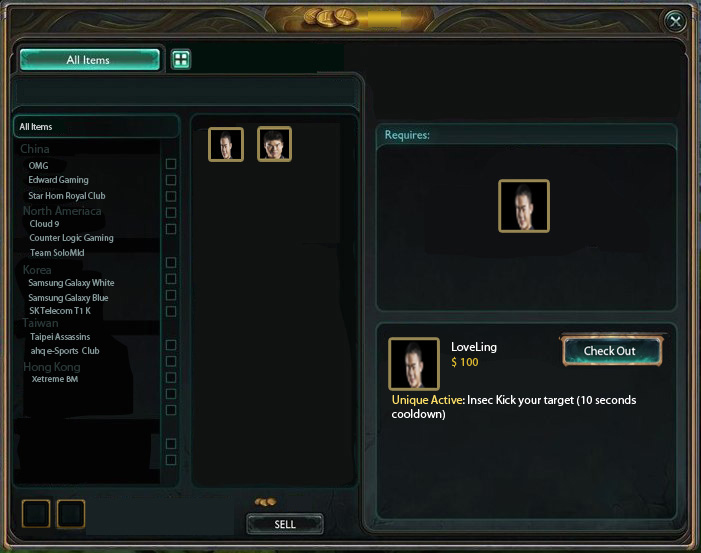 All Items
All Items
China
OMG
Edward Gaming
Star Horn Royal Club
North Ameriaca
Cloud 9
Counter Logic Gaming
Team SoloMId
Korea
Samsung Galaxy White
Samsung Galaxy Blue
SKTelecom T1 K
Taiwan
Taipei Assassins
ahq e-Sports Club
Hong Kong
Xetreme BM
SELL
Requires:
LoveLing
$ 100
Check Out
Unique Active: Insec Kick your target (10 seconds
cooldown)